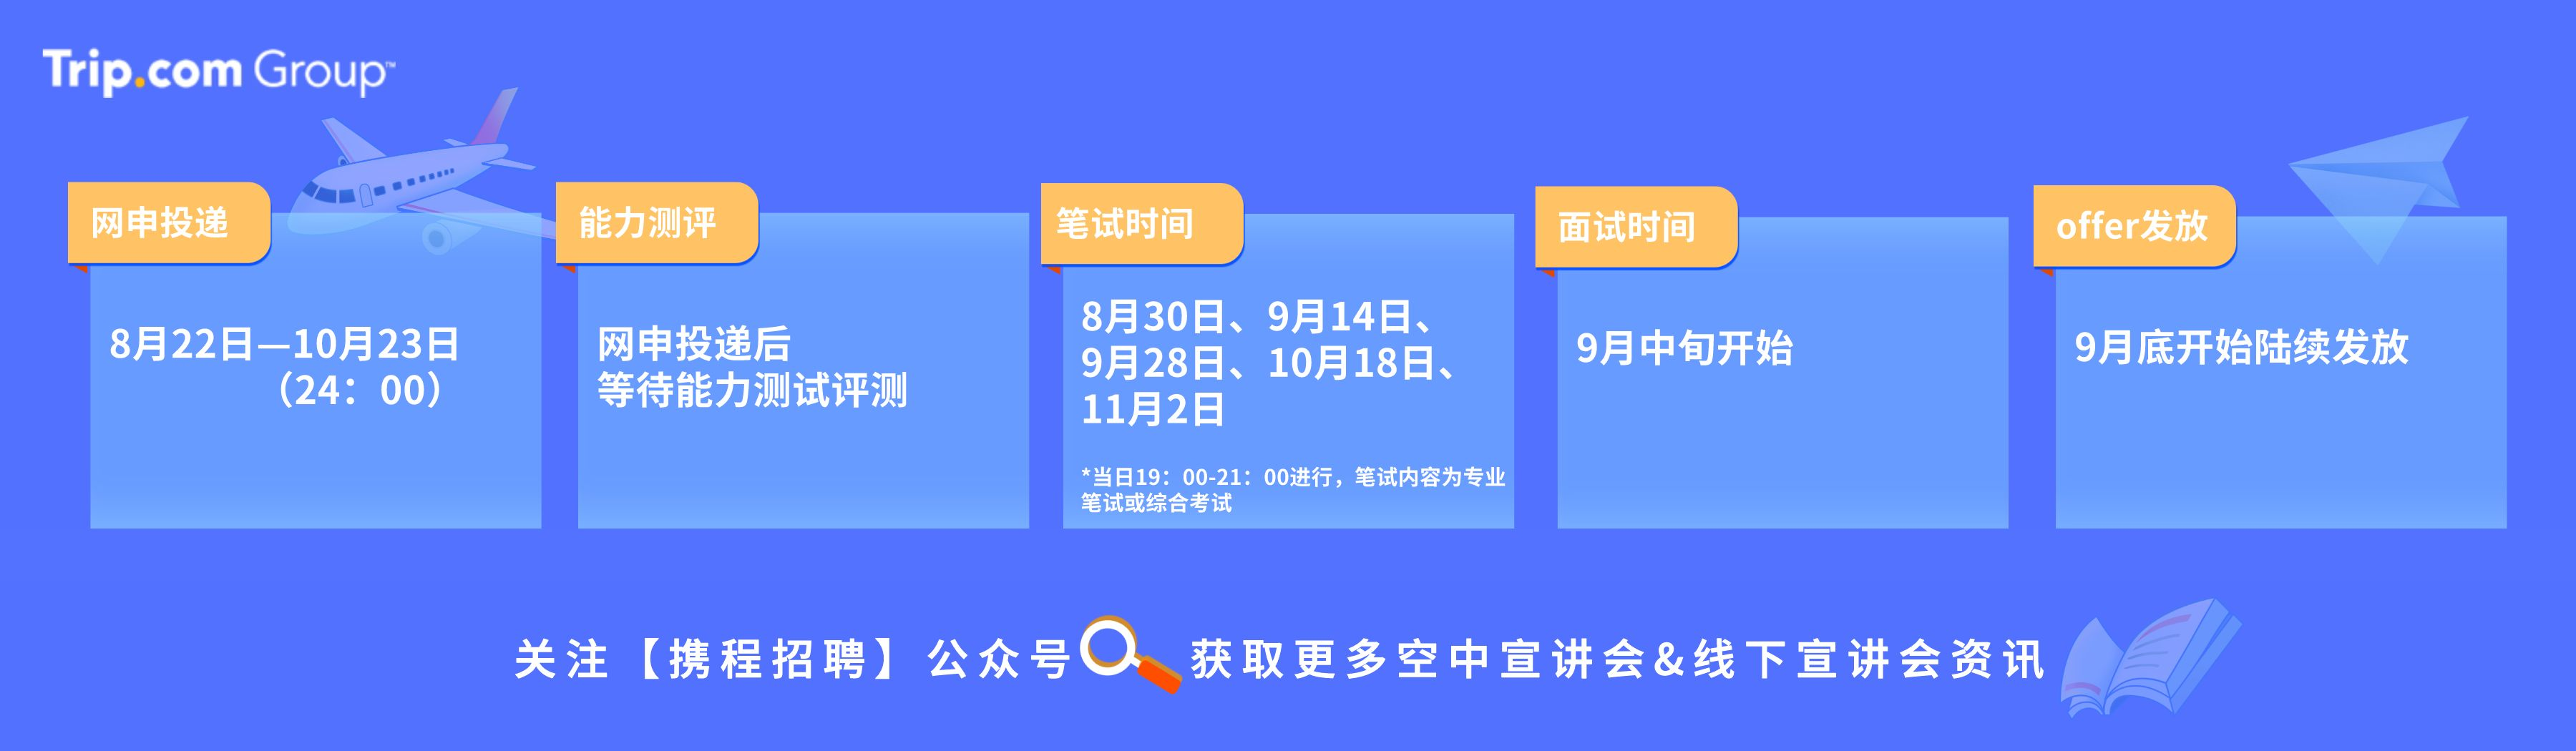 Trip.com Group™
网申投递
8月22日—10月23日
（24：00）
能力测评
网申投递后
等待能力测试评测
笔试时间
8月30日、9月14日、
9月28日、10月18日、
11月2日
*当日19：00-21：00进行，笔试内容为专业
笔试或综合考试
面试时间
9月中旬开始
offer发放
9月底开始陆续发放
关注【携程招聘】公众号 获取更多空中宣讲会&线下宣讲会资讯